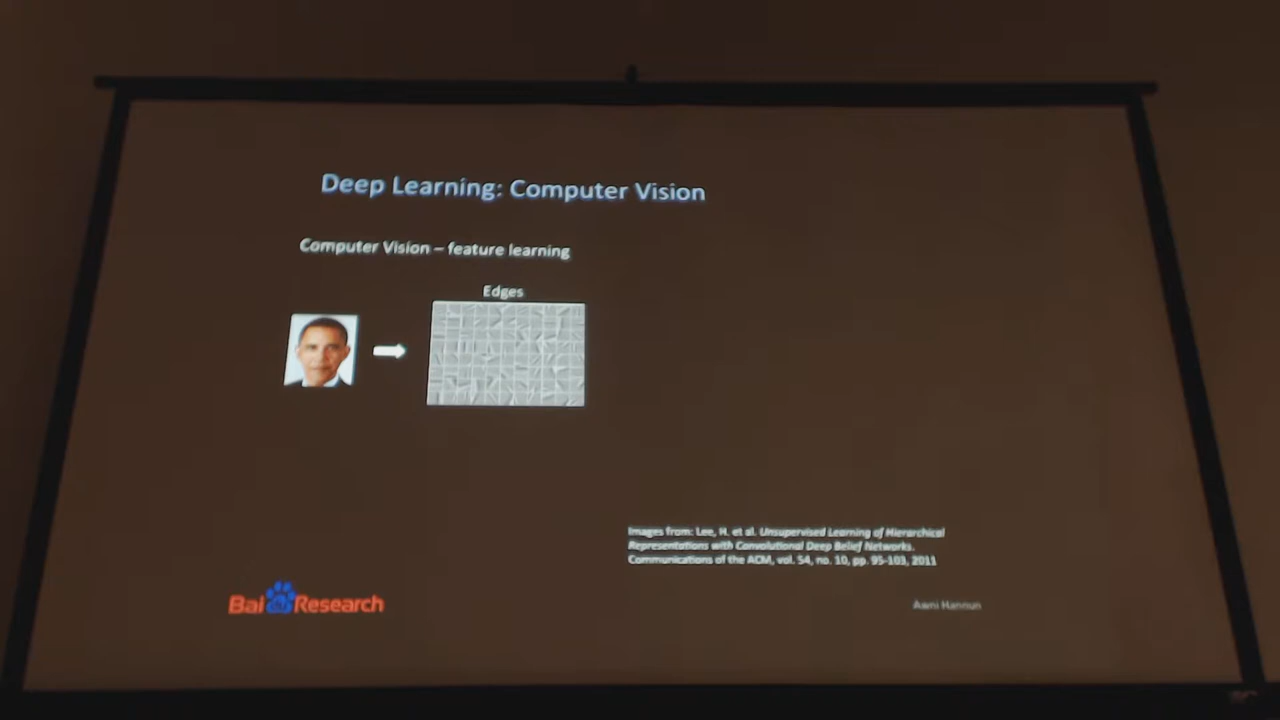 Deep Learning: Computer Vision
Computer Vision – feature learning
Edges
Images from: Lee, H. et al. Unsupervised Learning of Hierarchical
Representations with Convolutional Deep Belief Networks.
Communications of the ACM, vol. 54, no. 10, pp. 95-103, 2011
Bai du Research
Awni Hannun